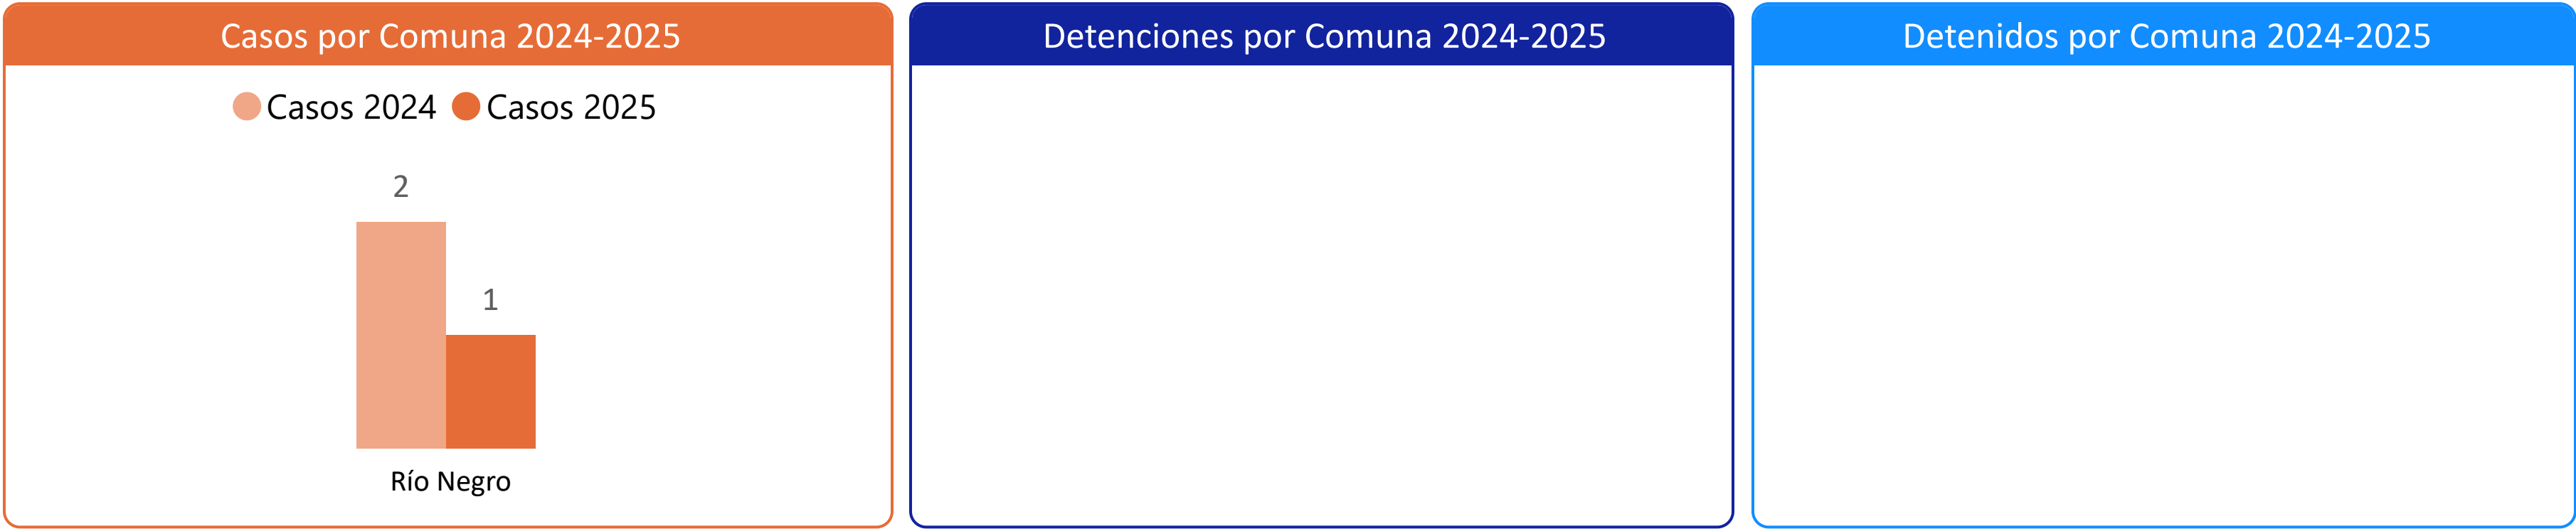 Casos por Comuna 2024-2025
Casos 2024 Casos 2025
2
1
Río Negro
Detenciones por Comuna 2024-2025
Detenidos por Comuna 2024-2025